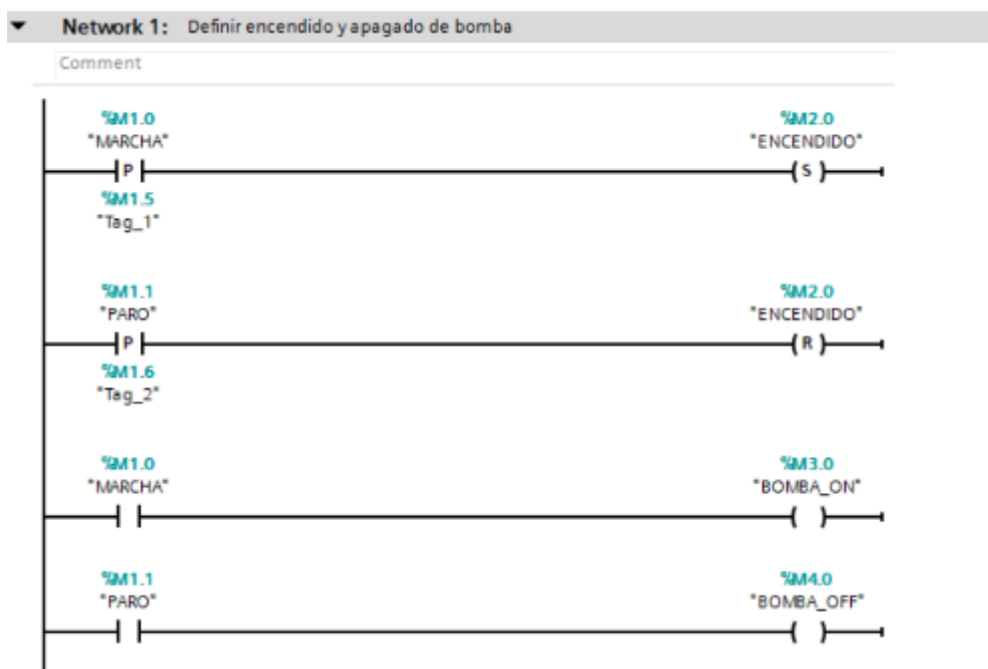 Network 1: Definir encendido y apagado de bomba
Comment
%M1.0 %M2.0
"MARCHA" "ENCENDIDO"
P S
%M1.5
"Tag_1"
%M1.1 %M2.0
"PARO" "ENCENDIDO"
P R
%M1.6
"Tag_2"
%M1.0 %M3.0
"MARCHA" "BOMBA_ON"
%M1.1 %M4.0
"PARO" "BOMBA_OFF"